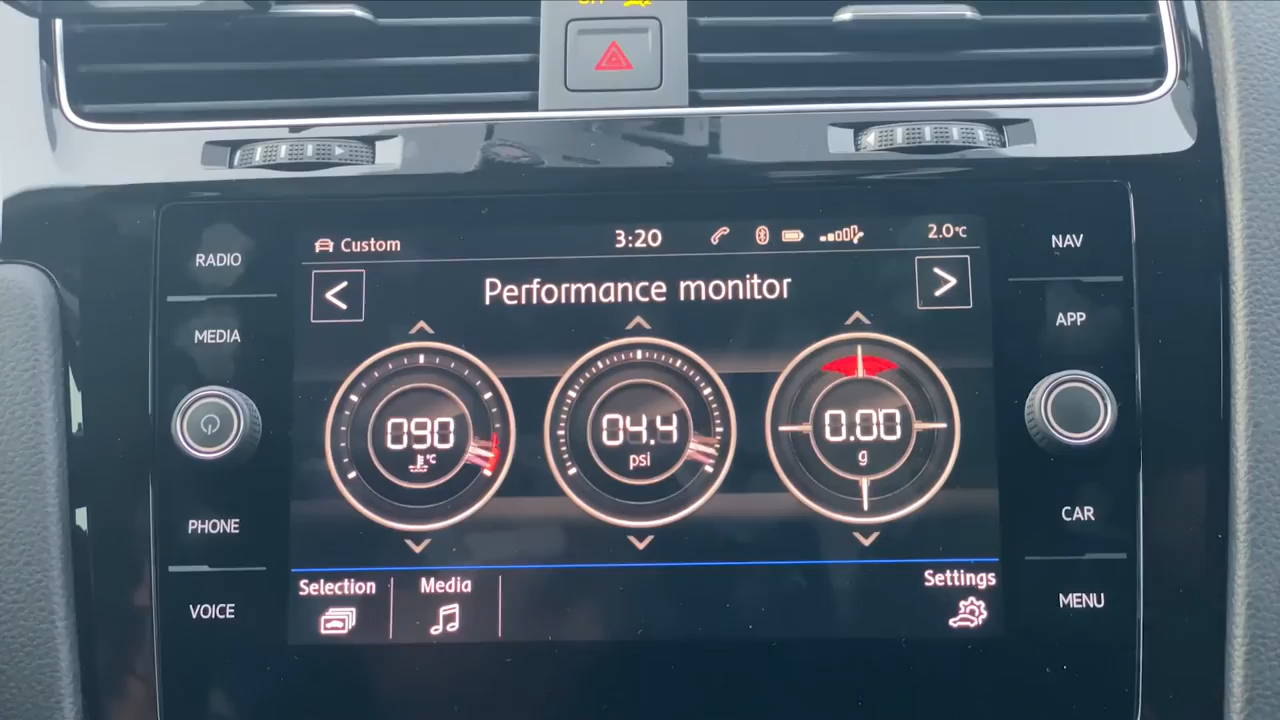 Custom 3:20 2.0°C
Performance monitor
090
°C
04.4
psi
0.00
g
Selection
Media
Settings
RADIO
MEDIA
PHONE
VOICE
NAV
APP
CAR
MENU